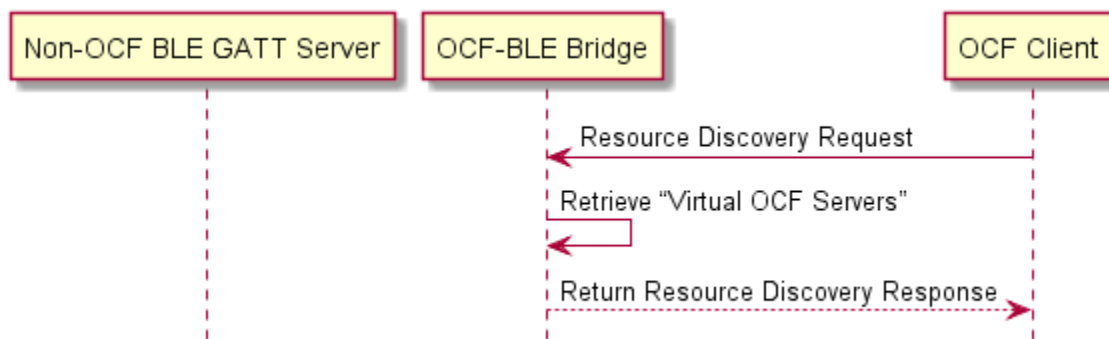 Non-OCF BLE GATT Server
OCF-BLE Bridge
OCF Client
Resource Discovery Request
Retrieve “Virtual OCF Servers”
Return Resource Discovery Response